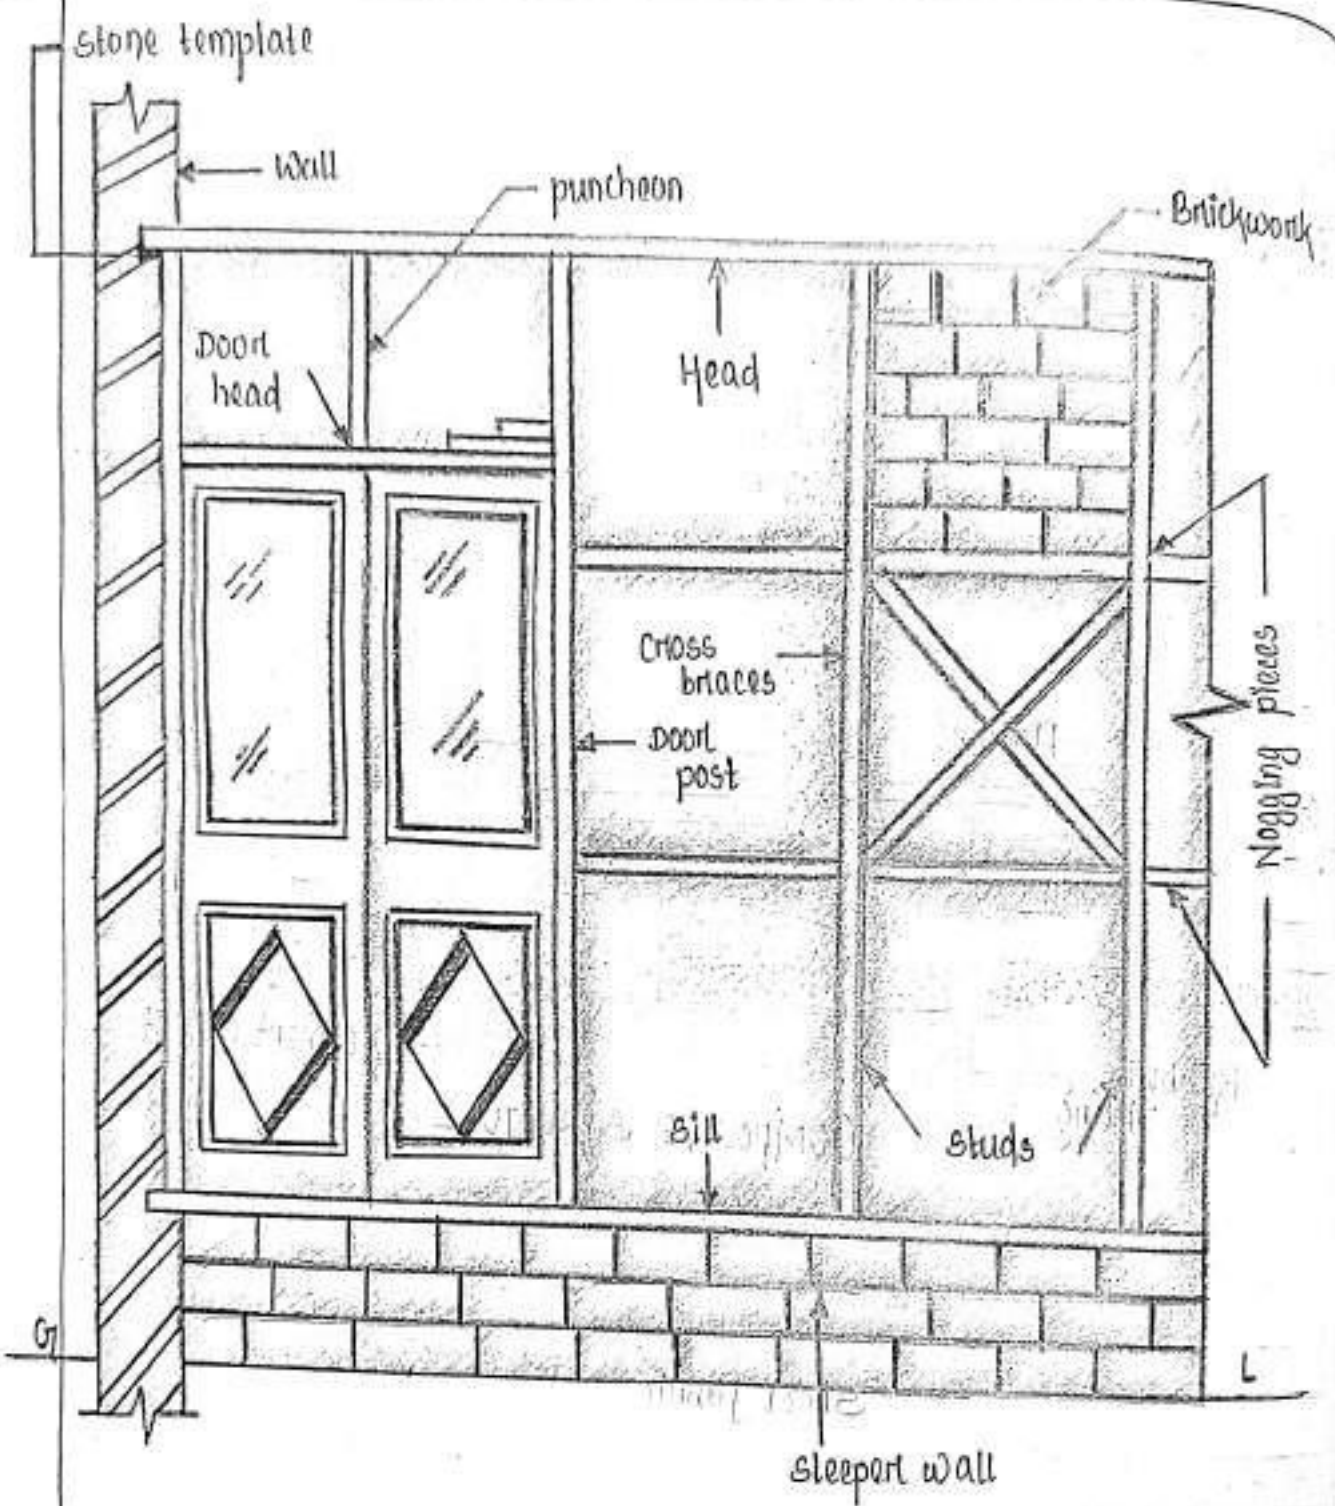 Stone template
Wall
puncheon
Brickwork
Door
head
Head
Cross
braces
Door
post
Nogging pieces
Sill
Studs
G
L
Sleeper wall